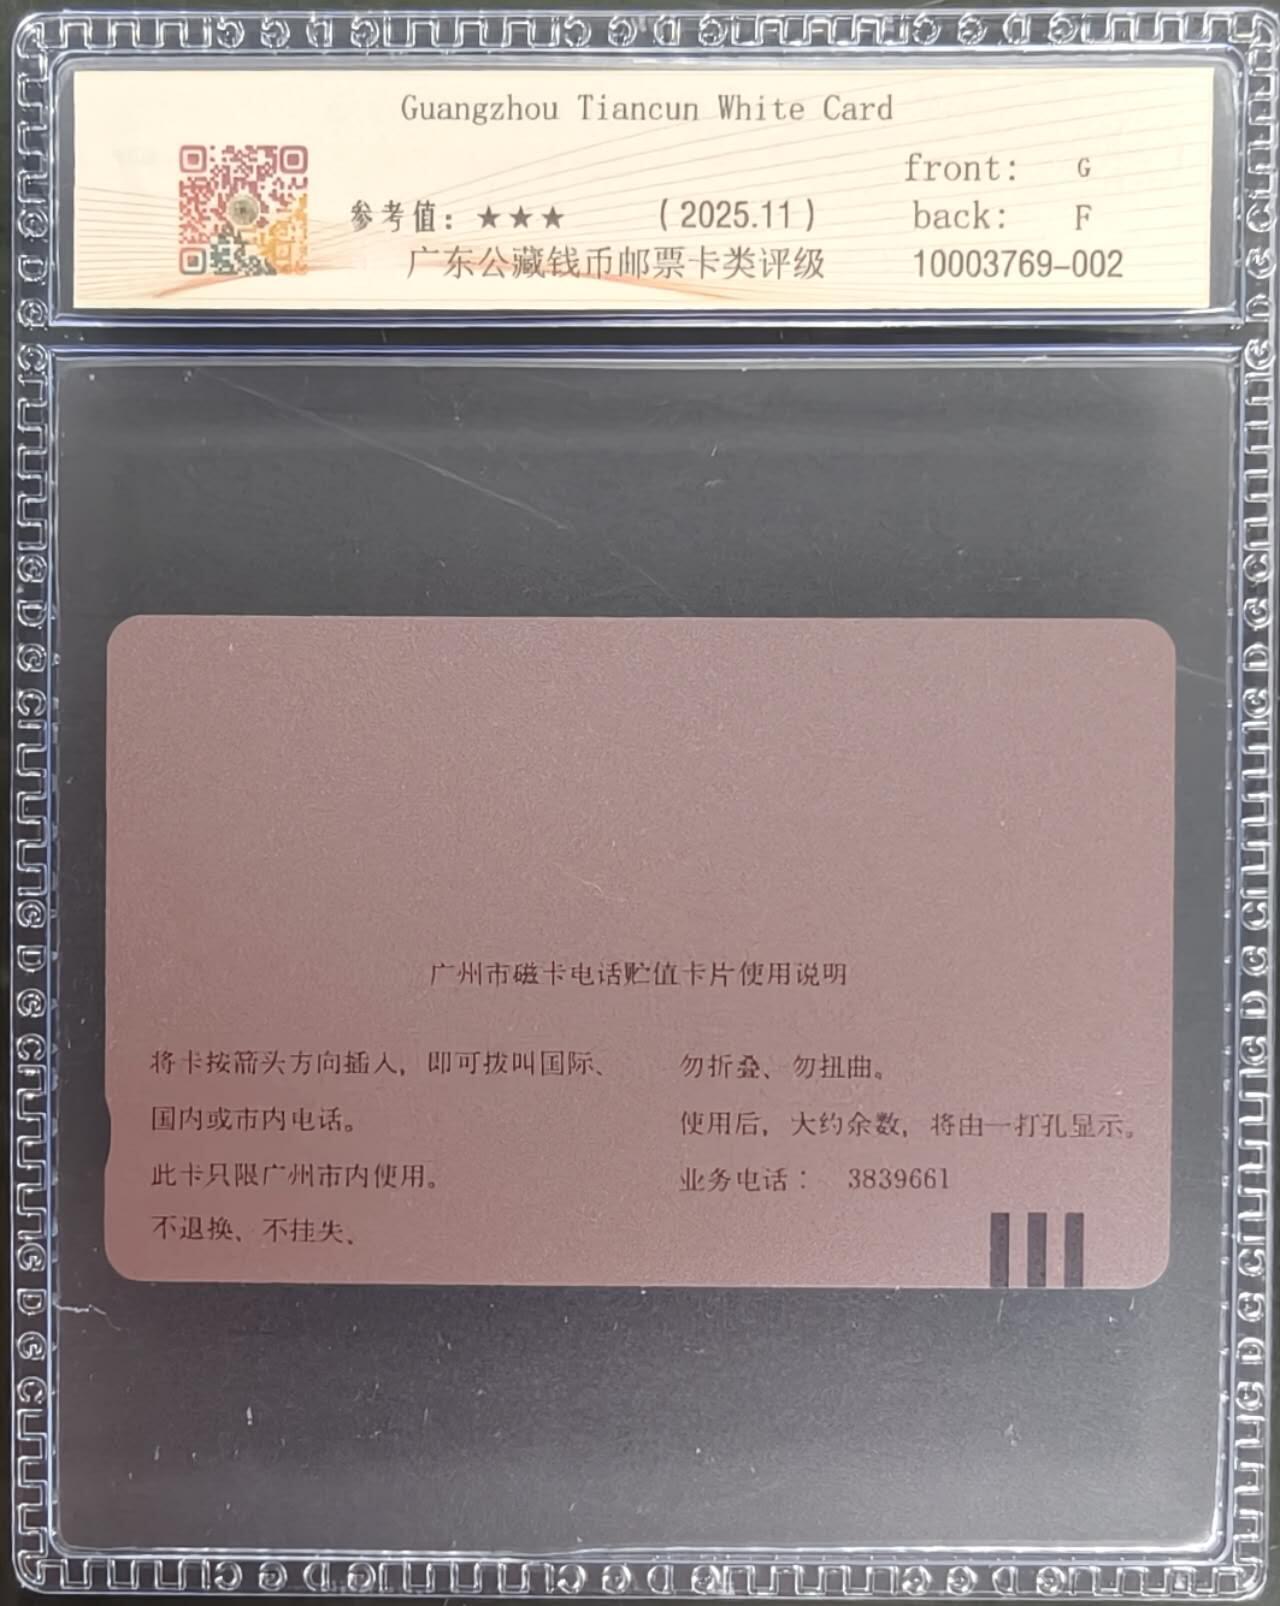 Guangzhou Tiancun White Card
front: G
参考值：★★★ （2025.11） back: F
广东公藏钱币邮票卡类评级 10003769-002
广州市磁卡电话贮值卡片使用说明
将卡按箭头方向插入，即可拨叫国际、
国内或市内电话。
此卡只限广州市内使用。
不退换、不挂失、
勿折叠、勿扭曲。
使用后，大约余数，将由一打孔显示。
业务电话： 3839661